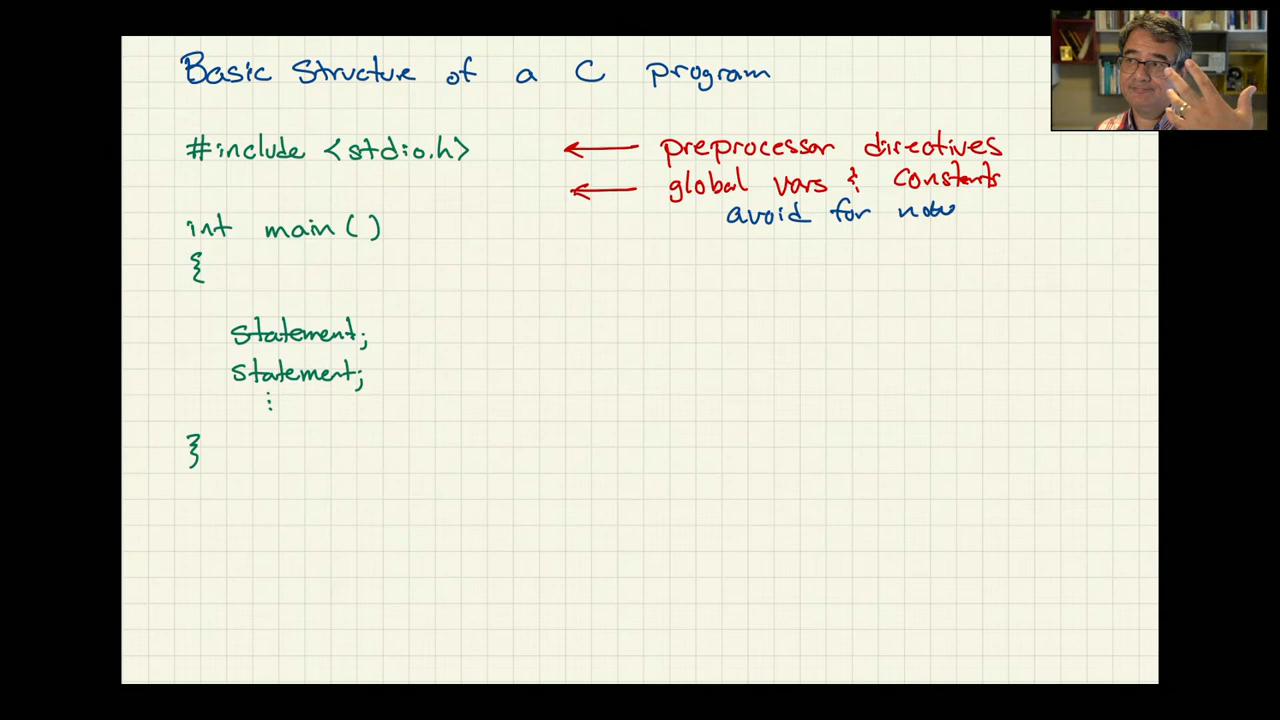 Basic Structure of a C program
#include <stdio.h> ← preprocessor directives
← global vars & constants
avoid for now
int main()
{
statement;
statement;
⋮
}